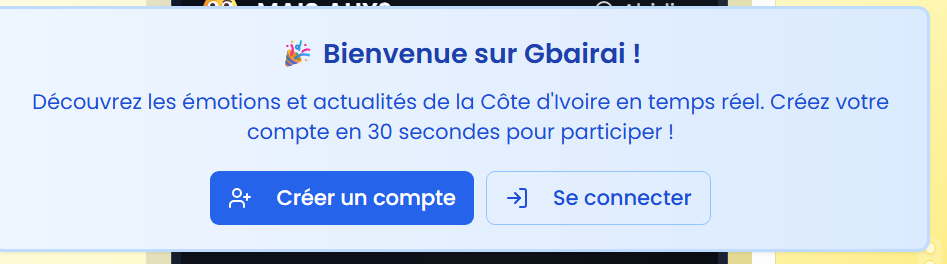 🎉 Bienvenue sur Gbairai !
Découvrez les émotions et actualités de la Côte d'Ivoire en temps réel. Créez votre
compte en 30 secondes pour participer !
Créer un compte
Se connecter